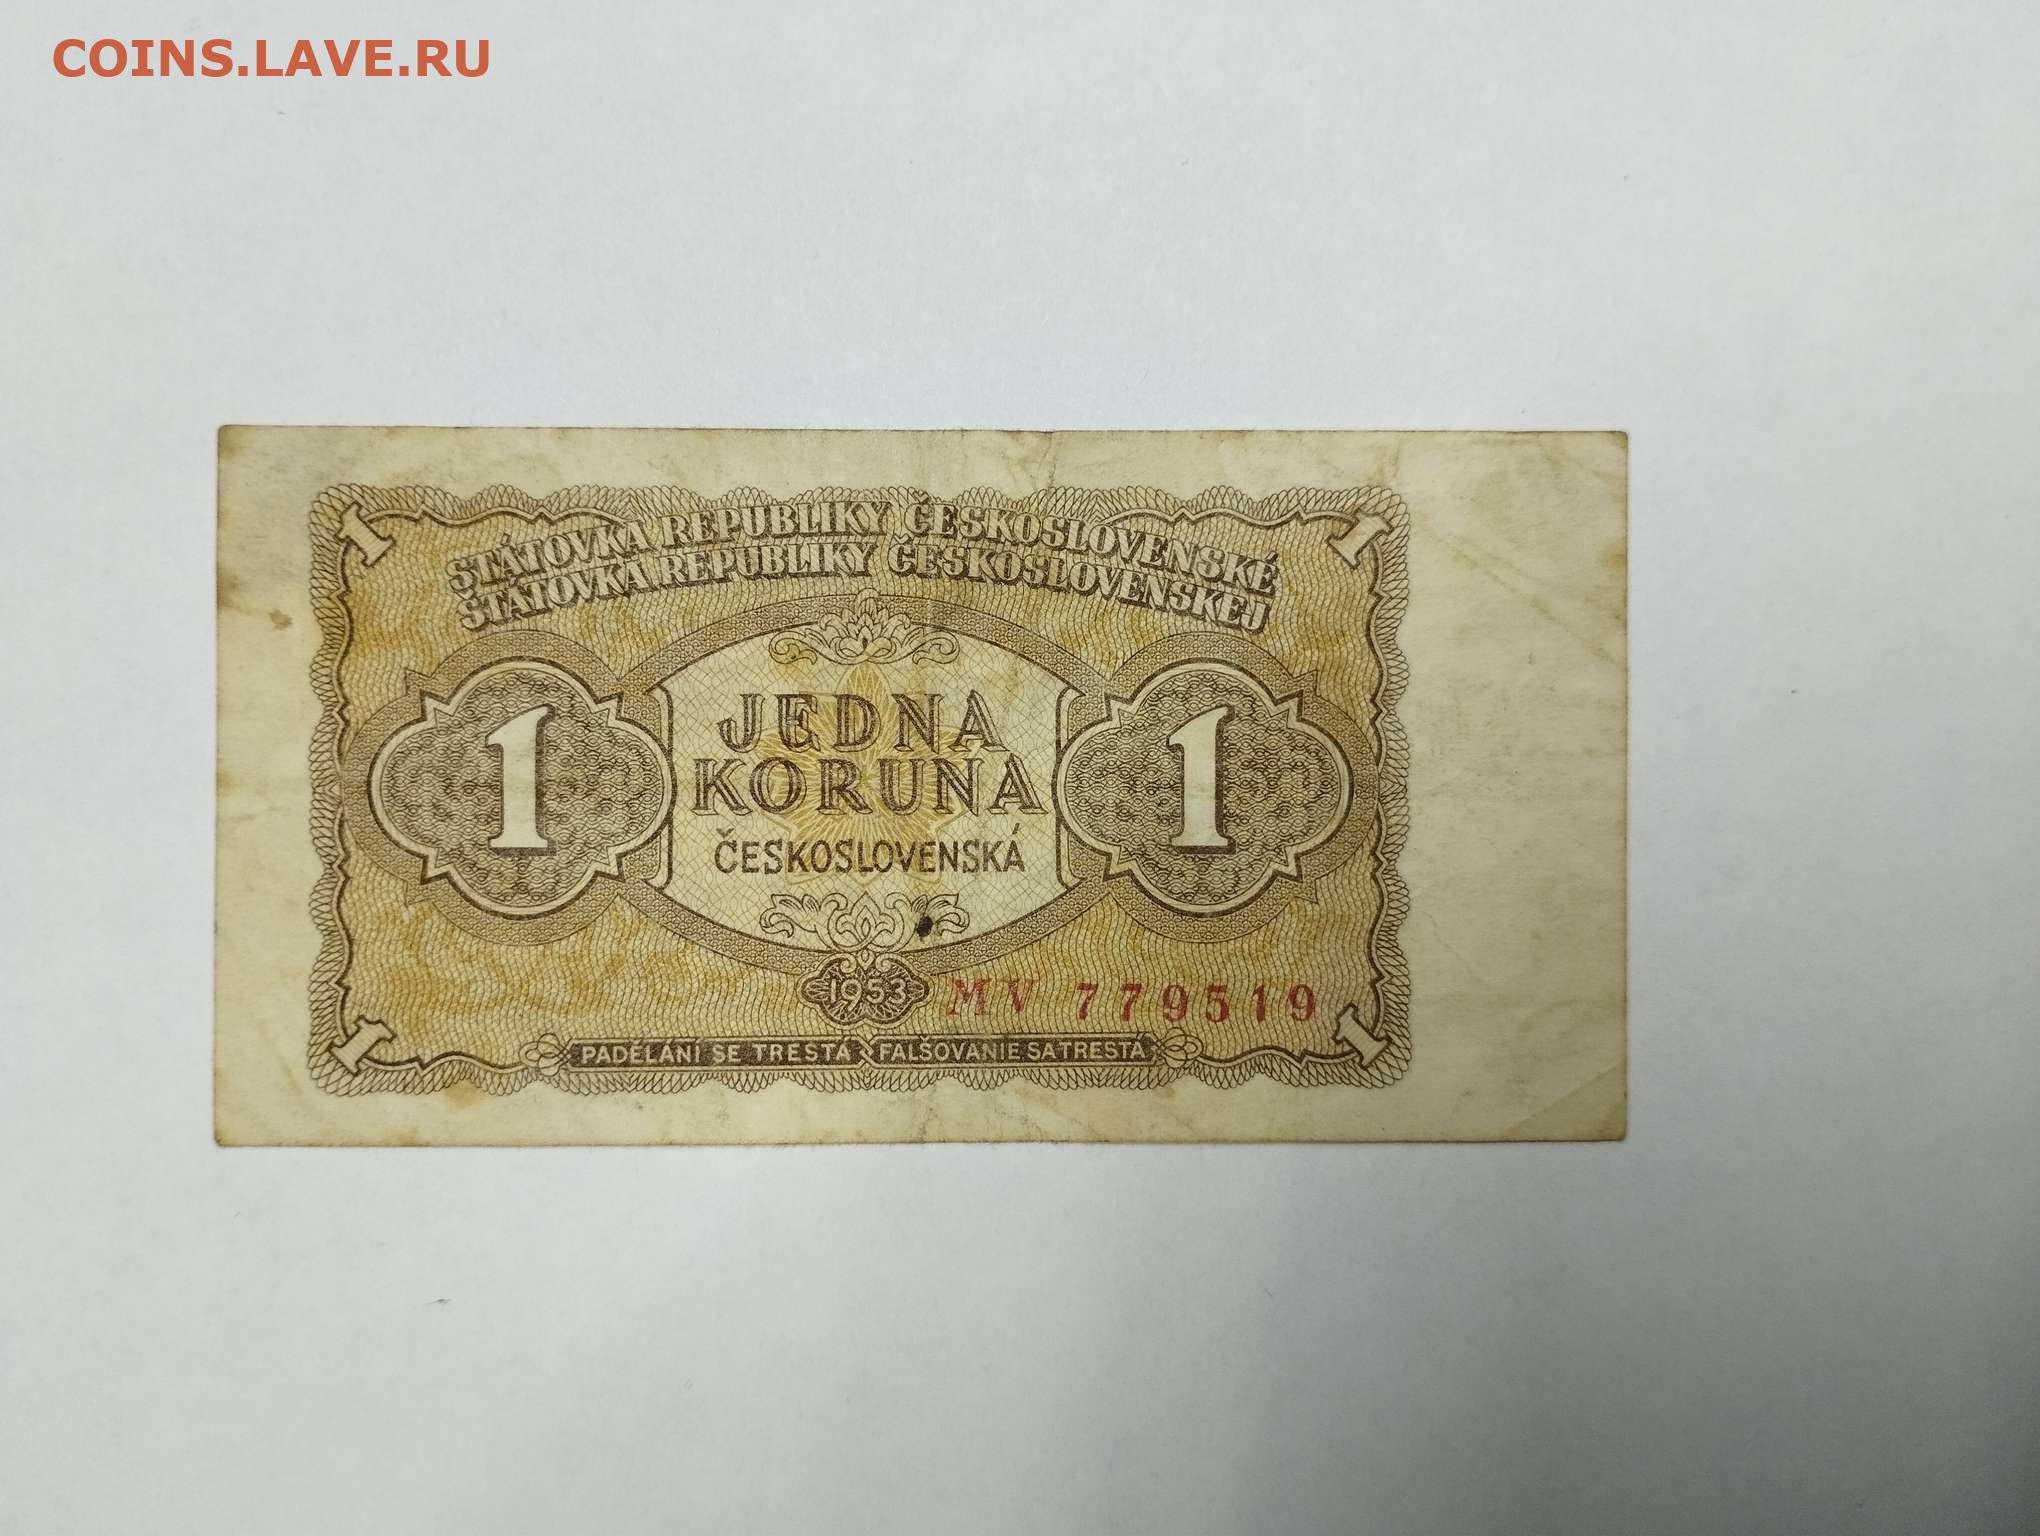 COINS.LAVE.RU
1 1
STÁTOVKA REPUBLIKY ČESKOSLOVENSKÉ
ŠTÁTOVKA REPUBLIKY ČESKOSLOVENSKEJ
1 JEDNA 1
KORUNA
ČESKOSLOVENSKÁ
1953 MV 779519
1 PADĚLÁNÍ SE TRESTÁ FALŠOVANIE SA TRESTÁ 1